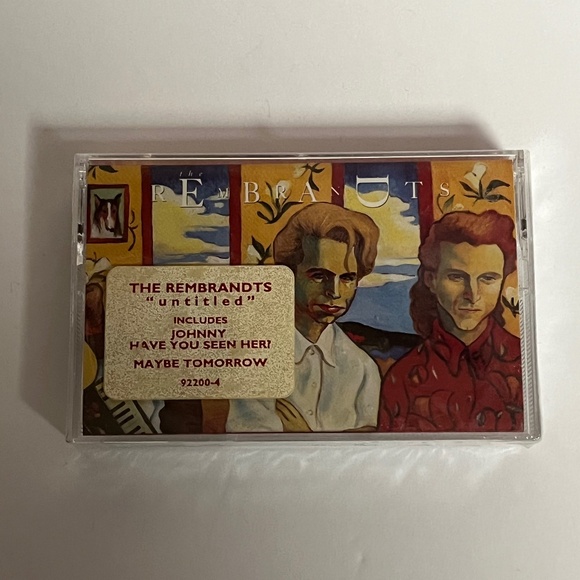 the
REMBRANDTS
THE REMBRANDTS
"untitled"
INCLUDES
JOHNNY
HAVE YOU SEEN HER?
MAYBE TOMORROW
92200-4